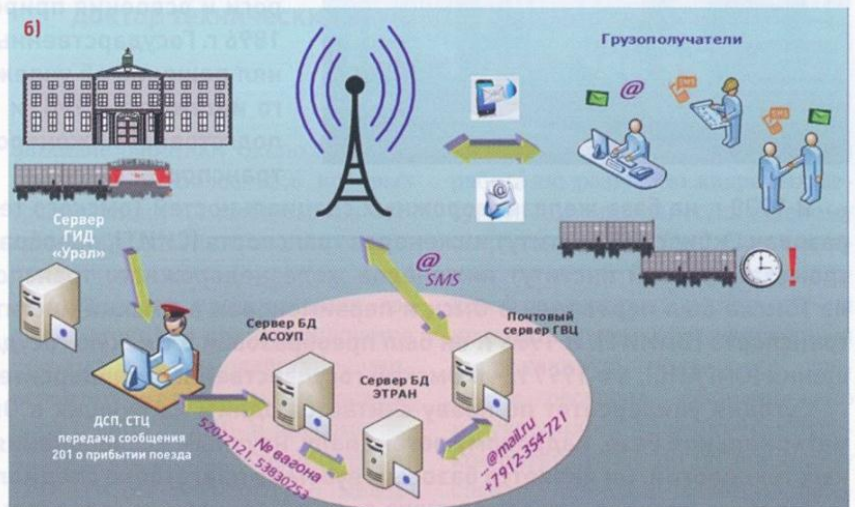 б)
Грузополучатели
@
SMS
SMS
Сервер
ГИД
«Урал»
@
SMS
Сервер БД
АСОУП
Почтовый
сервер ГВЦ
Сервер БД
ЭТРАН
ДСП, СТЦ
передача сообщения
201 о прибытии поезда
№ вагона
52072121, 53830253
...@mail.ru
+7912-354-721
!